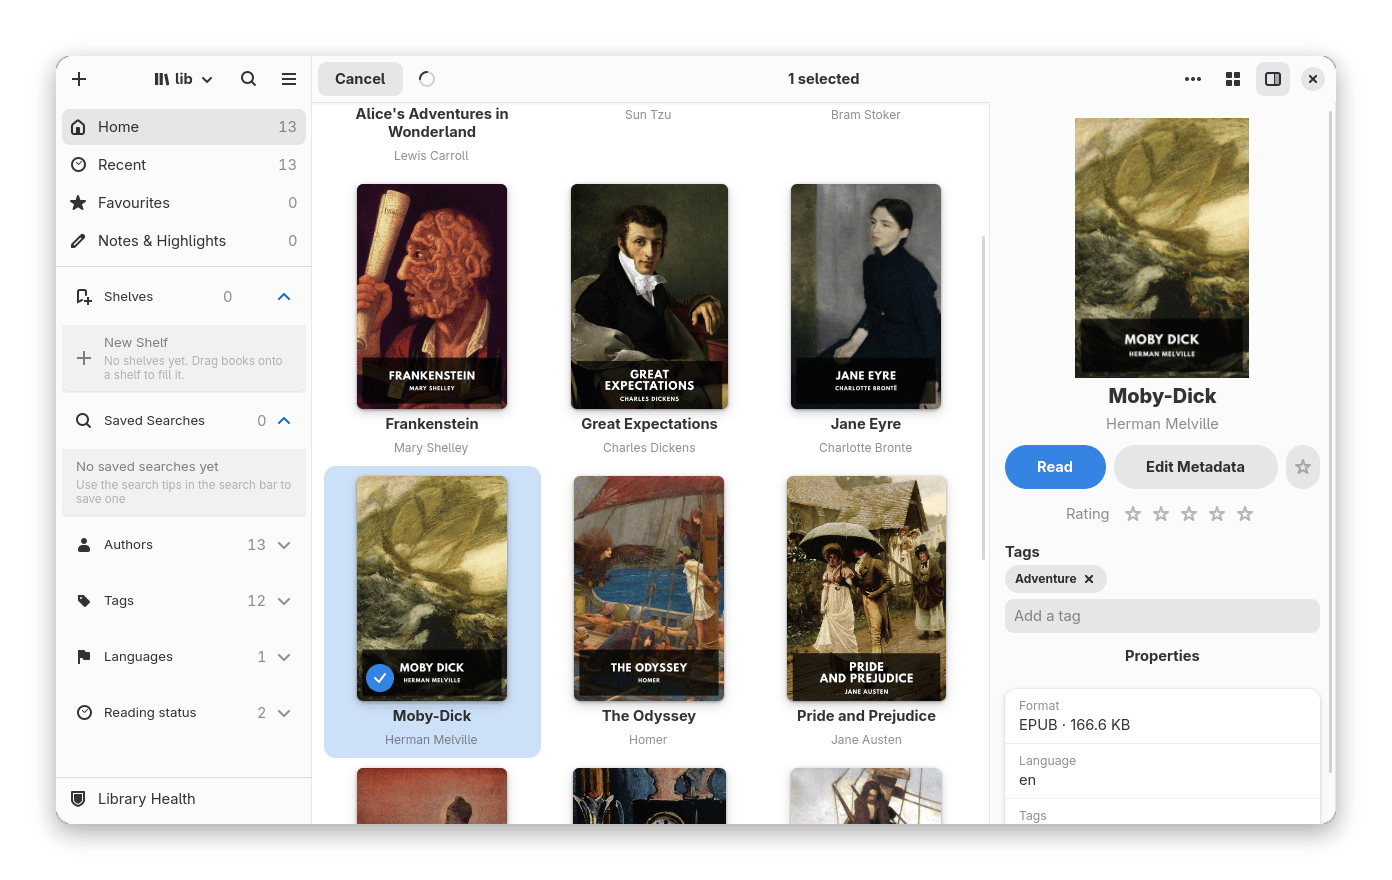 lib
Cancel
1 selected
Home 13
Recent 13
Favourites 0
Notes & Highlights 0
Shelves 0
New Shelf
No shelves yet. Drag books onto
a shelf to fill it.
Saved Searches 0
No saved searches yet
Use the search tips in the search bar to
save one
Authors 13
Tags 12
Languages 1
Reading status 2
Library Health
Alice's Adventures in
Wonderland
Lewis Carroll
Sun Tzu
Bram Stoker
FRANKENSTEIN
MARY SHELLEY
Frankenstein
Mary Shelley
GREAT
EXPECTATIONS
CHARLES DICKENS
Great Expectations
Charles Dickens
JANE EYRE
CHARLOTTE BRONTË
Jane Eyre
Charlotte Bronte
MOBY DICK
HERMAN MELVILLE
Moby-Dick
Herman Melville
THE ODYSSEY
HOMER
The Odyssey
Homer
PRIDE
AND PREJUDICE
JANE AUSTEN
Pride and Prejudice
Jane Austen
MOBY DICK
HERMAN MELVILLE
Moby-Dick
Herman Melville
Read
Edit Metadata
Rating
Tags
Adventure
Add a tag
Properties
Format
EPUB · 166.6 KB
Language
en
Tags